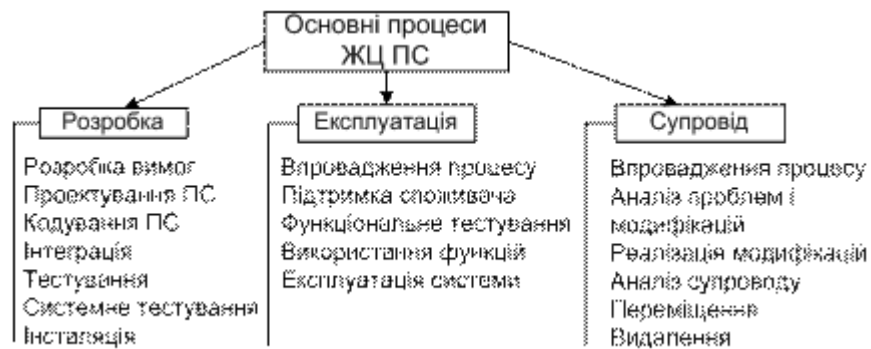 Основні процеси
ЖЦ ПС
Розробка
Розробка вимог
Проектування ПС
Кодування ПС
Інтеграція
Тестування
Системне тестування
Інсталяція
Експлуатація
Впровадження процесу
Підтримка споживача
Функціональне тестування
Використання функцій
Експлуатація системи
Супровід
Впровадження процесу
Аналіз проблем і
модифікацій
Реалізація модифікацій
Аналіз супроводу
Переміщення
Видалення